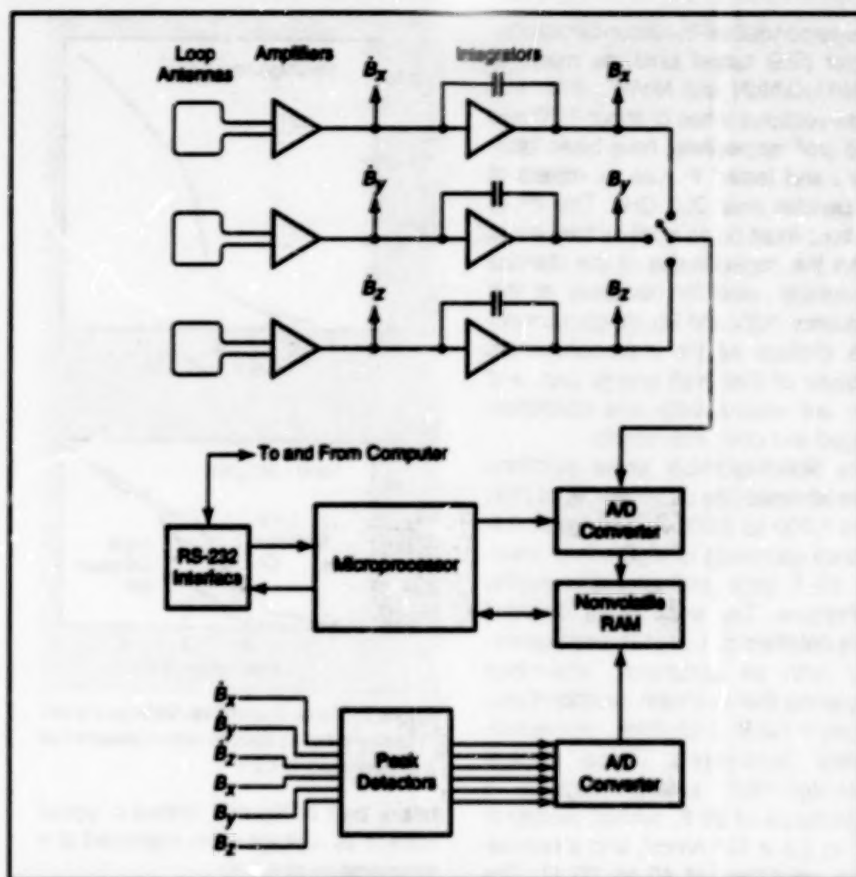 Loop Antennas
Amplifiers
Integrators
Ḃx
Bx
Ḃy
By
Ḃz
Bz
To and From Computer
RS-232 Interface
Microprocessor
A/D Converter
Nonvolatile RAM
Ḃx
Ḃy
Ḃz
Bx
By
Bz
Peak Detectors
A/D Converter